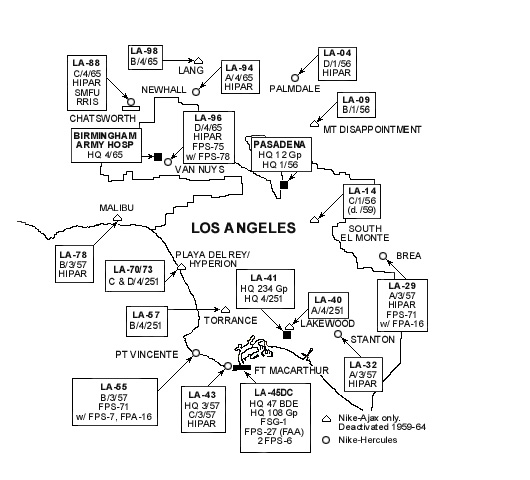 LA-88
C/4/65
HIPAR
SMFU
RRIS
CHATSWORTH
LA-98
B/4/65
LANG
LA-94
A/4/65
HIPAR
NEWHALL
LA-04
D/1/56
HIPAR
PALMDALE
LA-09
B/1/56
MT DISAPPOINTMENT
BIRMINGHAM
ARMY HOSP
HQ 4/65
LA-96
D/4/65
HIPAR
FPS-75
w/ FPS-78
VAN NUYS
PASADENA
HQ 12 Gp
HQ 1/56
LA-14
C/1/56
(d. /59)
SOUTH
EL MONTE
MALIBU
LOS ANGELES
LA-78
B/3/57
HIPAR
PLAYA DEL REY/
HYPERION
LA-70/73
C & D/4/251
BREA
LA-29
A/3/57
HIPAR
FPS-71
w/ FPA-16
LA-41
HQ 234 Gp
HQ 4/251
LA-40
A/4/251
LAKEWOOD
LA-57
B/4/251
TORRANCE
STANTON
LA-32
A/3/57
HIPAR
PT VINCENTE
FT MACARTHUR
LA-55
B/3/57
FPS-71
w/ FPS-7, FPA-16
LA-43
HQ 3/57
C/3/57
HIPAR
LA-45DC
HQ 47 BDE
HQ 108 Gp
FSG-1
FPS-27 (FAA)
2 FPS-6
Nike-Ajax only.
Deactivated 1959-64
Nike-Hercules